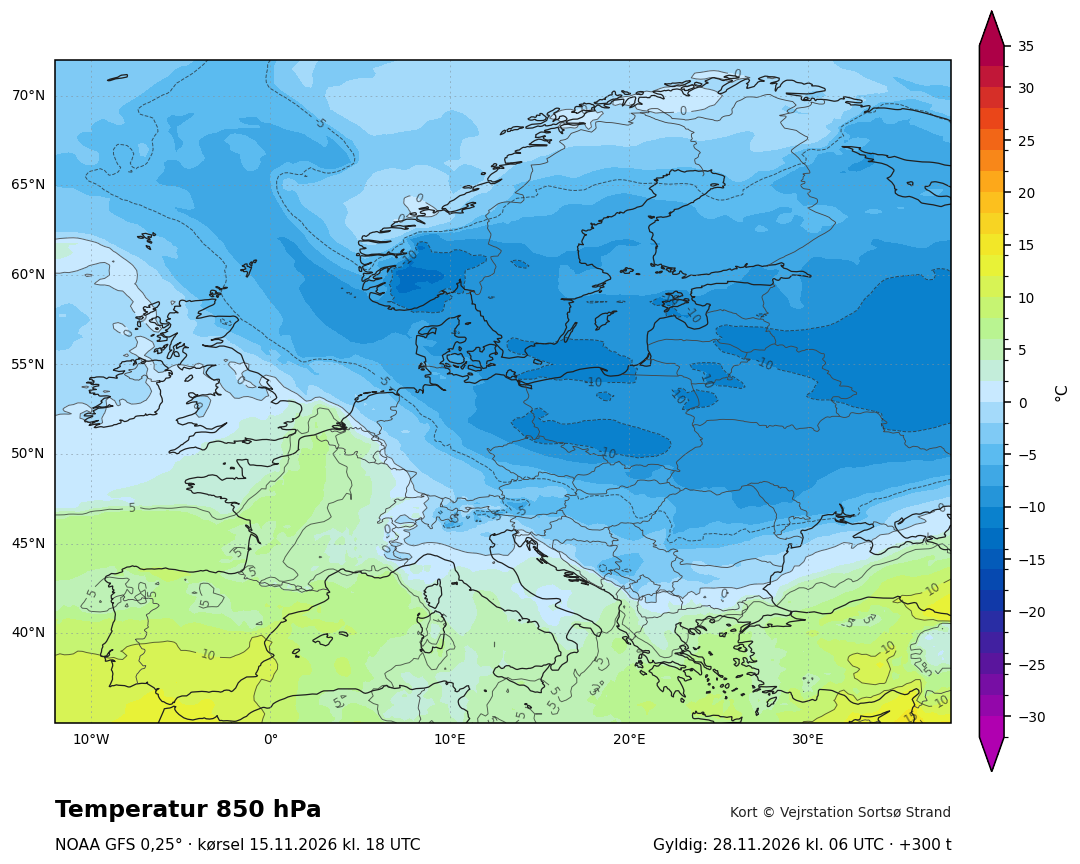 35
30
25
20
15
10
5
0
−5
−10
−15
−20
−25
−30
°C
70°N
65°N
60°N
55°N
50°N
45°N
40°N
10°W 0° 10°E 20°E 30°E
Temperatur 850 hPa
Kort © Vejrstation Sortsø Strand
NOAA GFS 0,25° · kørsel 15.11.2026 kl. 18 UTC
Gyldig: 28.11.2026 kl. 06 UTC · +300 t